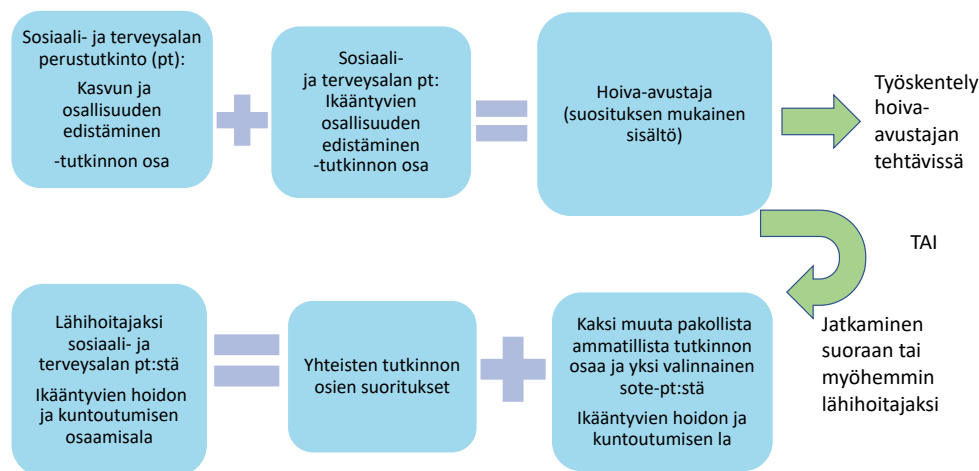 Sosiaali- ja terveysalan
perustutkinto (pt):
Kasvun ja
osallisuuden
edistäminen
-tutkinnon osa
Sosiaali-
ja terveysalan pt:
Ikääntyvien
osallisuuden
edistäminen
-tutkinnon osa
Hoiva-avustaja
(suosituksen mukainen
sisältö)
Työskentely
hoiva-
avustajan
tehtävissä
TAI
Jatkaminen
suoraan tai
myöhemmin
lähihoitajaksi
Kaksi muuta pakollista
ammatillista tutkinnon
osaa ja yksi valinnainen
sote-pt:stä
Ikääntyvien hoidon ja
kuntoutumisen la
Yhteisten tutkinnon
osien suoritukset
Lähihoitajaksi
sosiaali- ja
terveysalan pt:stä
Ikääntyvien hoidon
ja kuntoutumisen
osaamisala